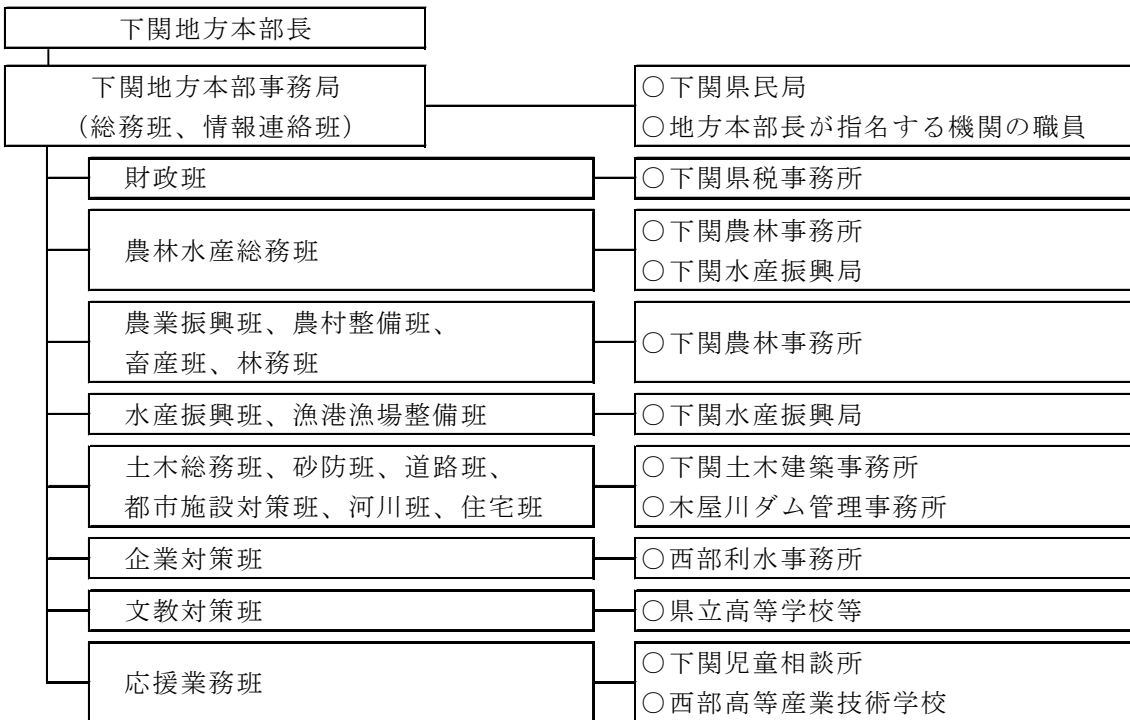 下関地方本部長
下関地方本部事務局
（総務班、情報連絡班）
○下関県民局
○地方本部長が指名する機関の職員
財政班
○下関県税事務所
農林水産総務班
○下関農林事務所
○下関水産振興局
農業振興班、農村整備班、
畜産班、林務班
○下関農林事務所
水産振興班、漁港漁場整備班
○下関水産振興局
土木総務班、砂防班、道路班、
都市施設対策班、河川班、住宅班
○下関土木建築事務所
○木屋川ダム管理事務所
企業対策班
○西部利水事務所
文教対策班
○県立高等学校等
応援業務班
○下関児童相談所
○西部高等産業技術学校